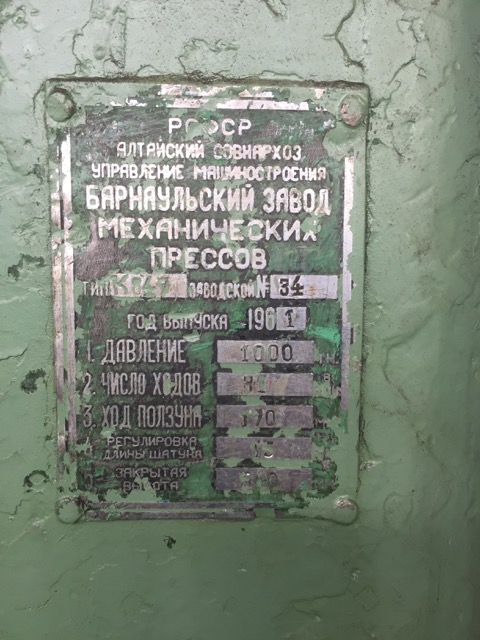 РСФСР
АЛТАЙСКИЙ СОВНАРХОЗ
УПРАВЛЕНИЕ МАШИНОСТРОЕНИЯ
БАРНАУЛЬСКИЙ ЗАВОД
МЕХАНИЧЕСКИХ
ПРЕССОВ
ТИП ЗАВОДСКОЙ № 34
ГОД ВЫПУСКА 1961
1. ДАВЛЕНИЕ 1000
2. ЧИСЛО ХОДОВ
3. ХОД ПОЛЗУНА
РЕГУЛИРОВКА
ДЛИНЫ ШАТУНА
ЗАКРЫТАЯ
ВЫСОТА